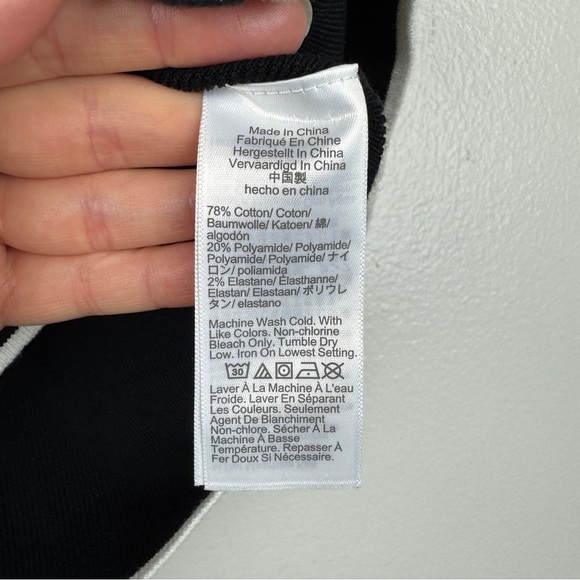 Made In China
Fabriqué En Chine
Hergestellt In China
Vervaardigd In China
中国製
hecho en china
78% Cotton/ Coton/
Baumwolle/ Katoen/ 綿/
algodón
20% Polyamide/ Polyamide/
Polyamide/ Polyamide/ ナイ
ロン/ poliamida
2% Elastane/ Élasthanne/
Elastan/ Elastaan/ ポリウレ
タン/ elastano
Machine Wash Cold. With
Like Colors. Non-chlorine
Bleach Only. Tumble Dry
Low. Iron On Lowest Setting.
30
Laver À La Machine À L'eau
Froide. Laver En Séparant
Les Couleurs. Seulement
Agent De Blanchiment
Non-chlore. Sécher À La
Machine À Basse
Température. Repasser À
Fer Doux Si Nécessaire.